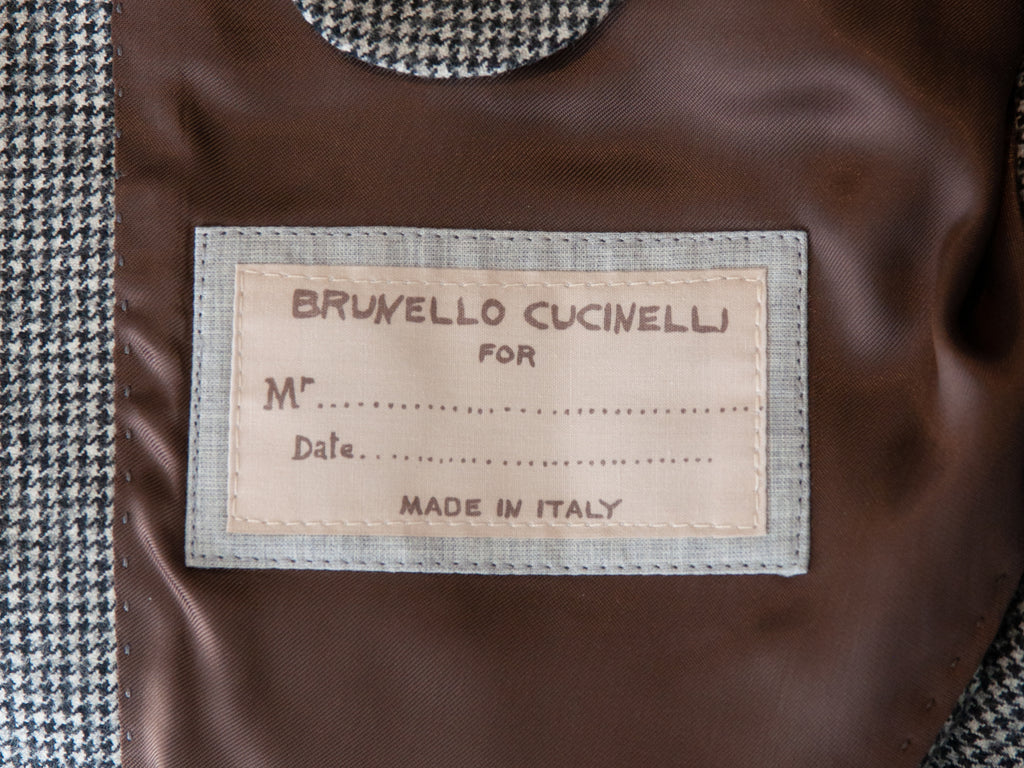 BRUNELLO CUCINELLI
FOR
Mr................................................
Date........................................
MADE IN ITALY